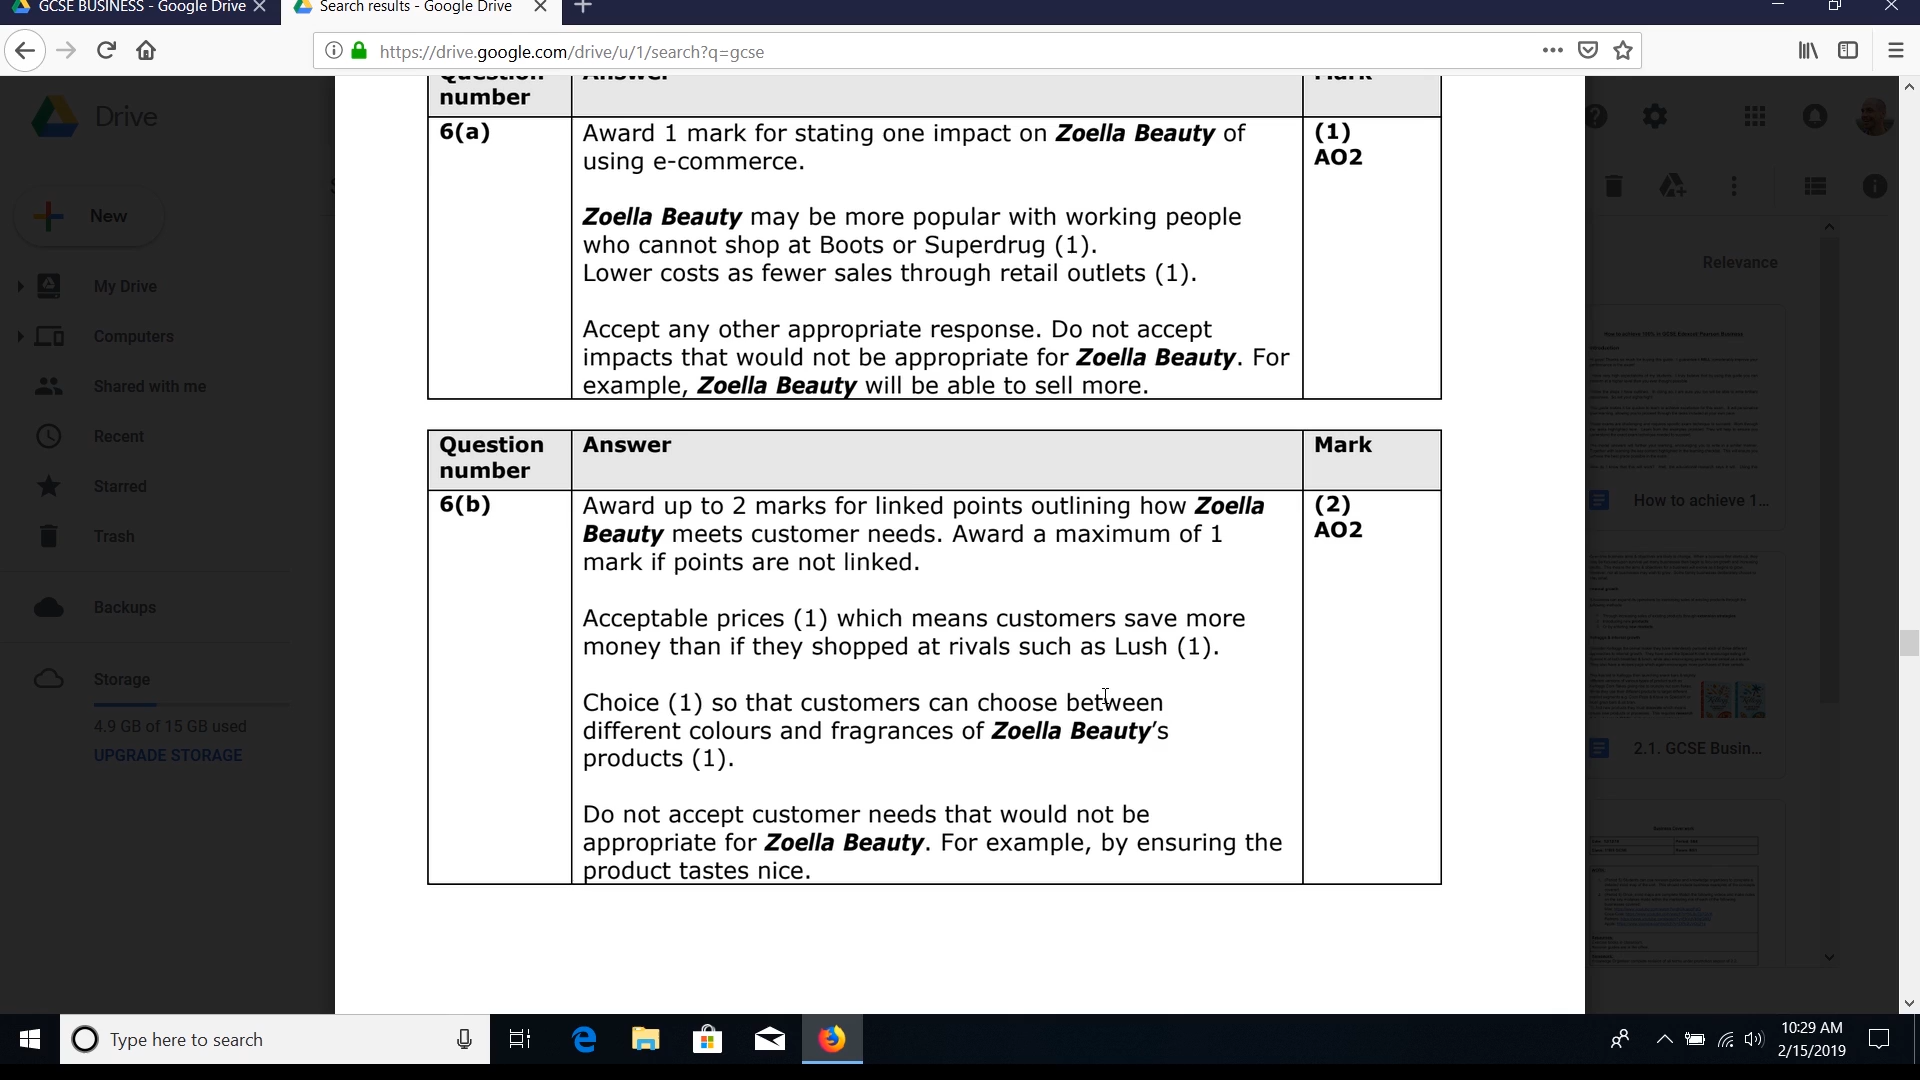 GCSE BUSINESS - Google Drive
Search results - Google Drive
https://drive.google.com/drive/u/1/search?q=gcse
Drive
New
My Drive
Computers
Shared with me
Recent
Starred
Trash
Backups
Storage
4.9 GB of 15 GB used
UPGRADE STORAGE
Question number
Answer
Mark
6(a)
Award 1 mark for stating one impact on Zoella Beauty of
using e-commerce.
Zoella Beauty may be more popular with working people
who cannot shop at Boots or Superdrug (1).
Lower costs as fewer sales through retail outlets (1).
Accept any other appropriate response. Do not accept
impacts that would not be appropriate for Zoella Beauty. For
example, Zoella Beauty will be able to sell more.
(1)
AO2
Question
number
Answer
Mark
6(b)
Award up to 2 marks for linked points outlining how Zoella
Beauty meets customer needs. Award a maximum of 1
mark if points are not linked.
Acceptable prices (1) which means customers save more
money than if they shopped at rivals such as Lush (1).
Choice (1) so that customers can choose between
different colours and fragrances of Zoella Beauty’s
products (1).
Do not accept customer needs that would not be
appropriate for Zoella Beauty. For example, by ensuring the
product tastes nice.
(2)
AO2
Relevance
How to achieve 1...
2.1. GCSE Busin...
Type here to search
10:29 AM
2/15/2019